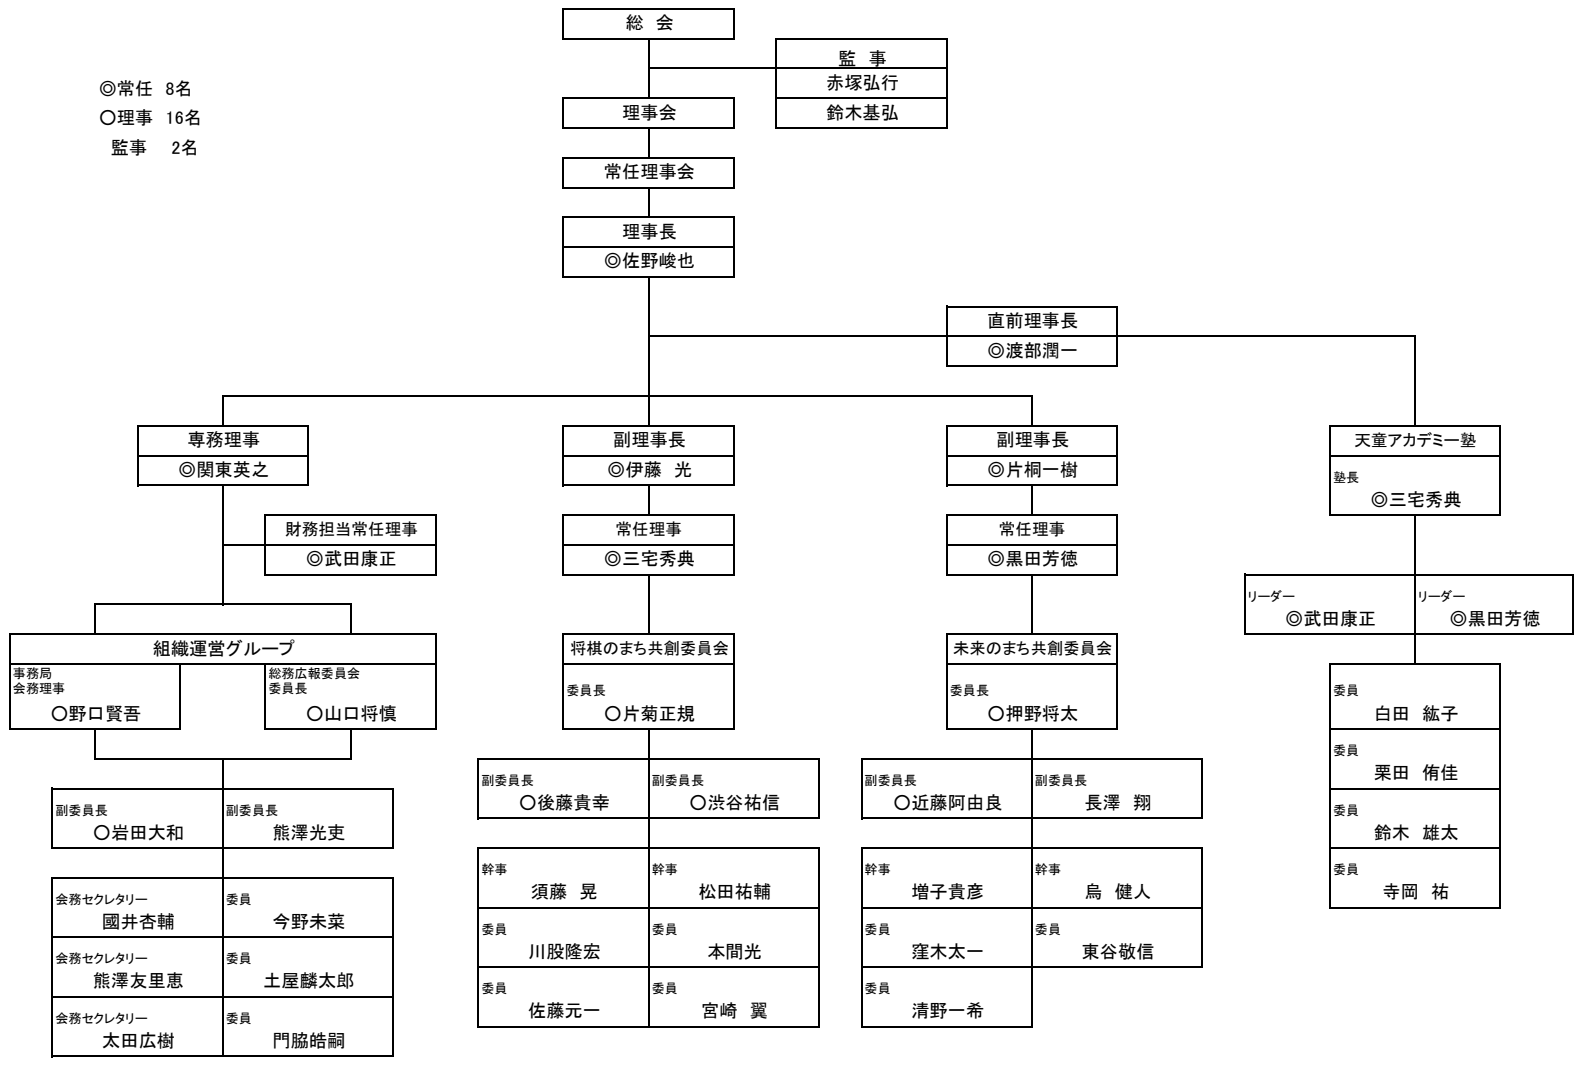 総　会
監　事
赤塚弘行
鈴木基弘
◎常任　8名
〇理事　16名
監事　2名
理事会
常任理事会
理事長
◎佐野峻也
直前理事長
◎渡部潤一
専務理事
◎関東英之
財務担当常任理事
◎武田康正
組織運営グループ
事務局
会務理事
〇野口賢吾
総務広報委員会
委員長
〇山口将慎
副委員長
〇岩田大和
副委員長
熊澤光吏
会務セクレタリー
國井杏輔
委員
今野未菜
会務セクレタリー
熊澤友里恵
委員
土屋麟太郎
会務セクレタリー
太田広樹
委員
門脇皓嗣
副理事長
◎伊藤　光
常任理事
◎三宅秀典
将棋のまち共創委員会
委員長
〇片菊正規
副委員長
〇後藤貴幸
副委員長
〇渋谷祐信
幹事
須藤　晃
幹事
松田祐輔
委員
川股隆宏
委員
本間光
委員
佐藤元一
委員
宮崎　翼
副理事長
◎片桐一樹
常任理事
◎黒田芳徳
未来のまち共創委員会
委員長
〇押野将太
副委員長
〇近藤阿由良
副委員長
長澤　翔
幹事
増子貴彦
幹事
烏　健人
委員
窪木太一
委員
東谷敬信
委員
清野一希
天童アカデミー塾
塾長
◎三宅秀典
リーダー
◎武田康正
リーダー
◎黒田芳徳
委員
白田　紘子
委員
栗田　侑佳
委員
鈴木　雄太
委員
寺岡　祐